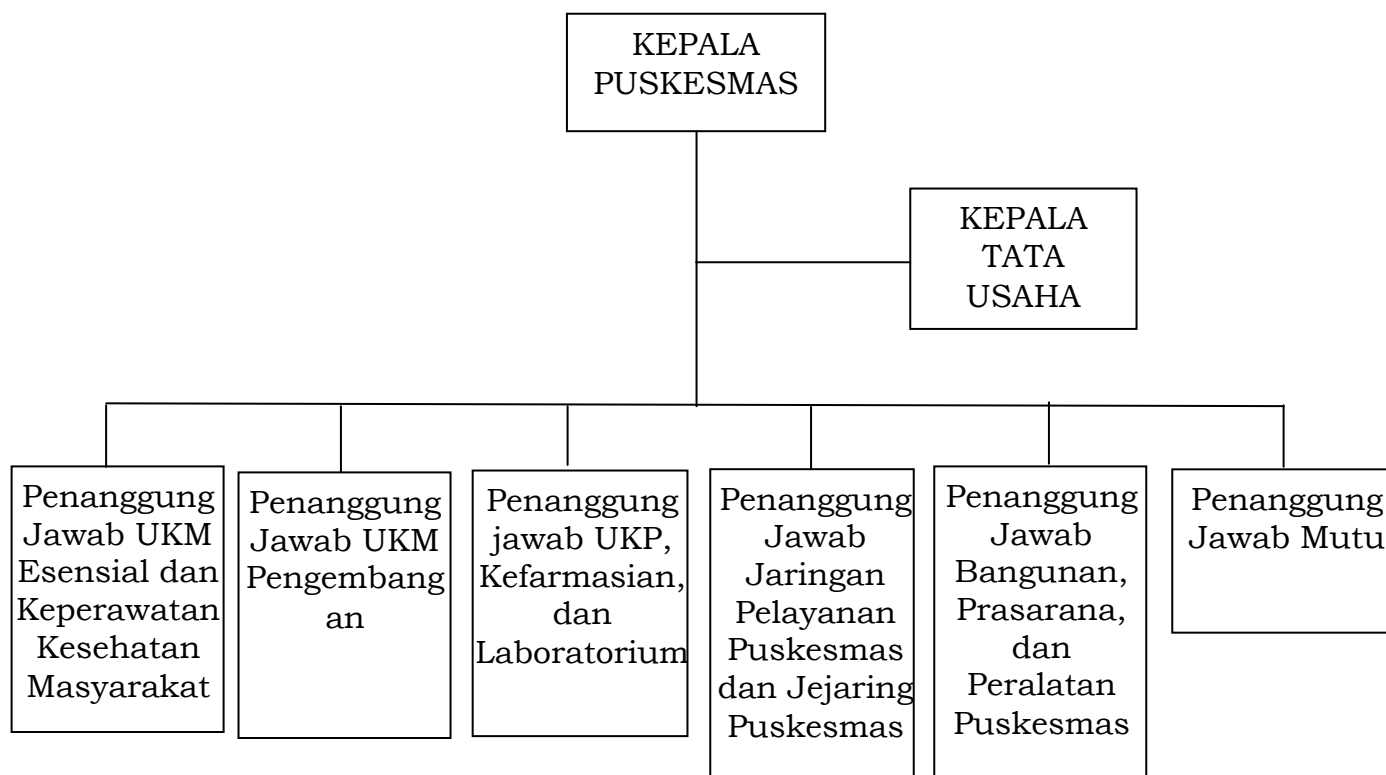 KEPALA
PUSKESMAS
KEPALA
TATA
USAHA
Penanggung
Jawab UKM
Esensial dan
Keperawatan
Kesehatan
Masyarakat
Penanggung
Jawab UKM
Pengembang
an
Penanggung
jawab UKP,
Kefarmasian,
dan
Laboratorium
Penanggung
Jawab
Jaringan
Pelayanan
Puskesmas
dan Jejaring
Puskesmas
Penanggung
Jawab
Bangunan,
Prasarana,
dan
Peralatan
Puskesmas
Penanggung
Jawab Mutu